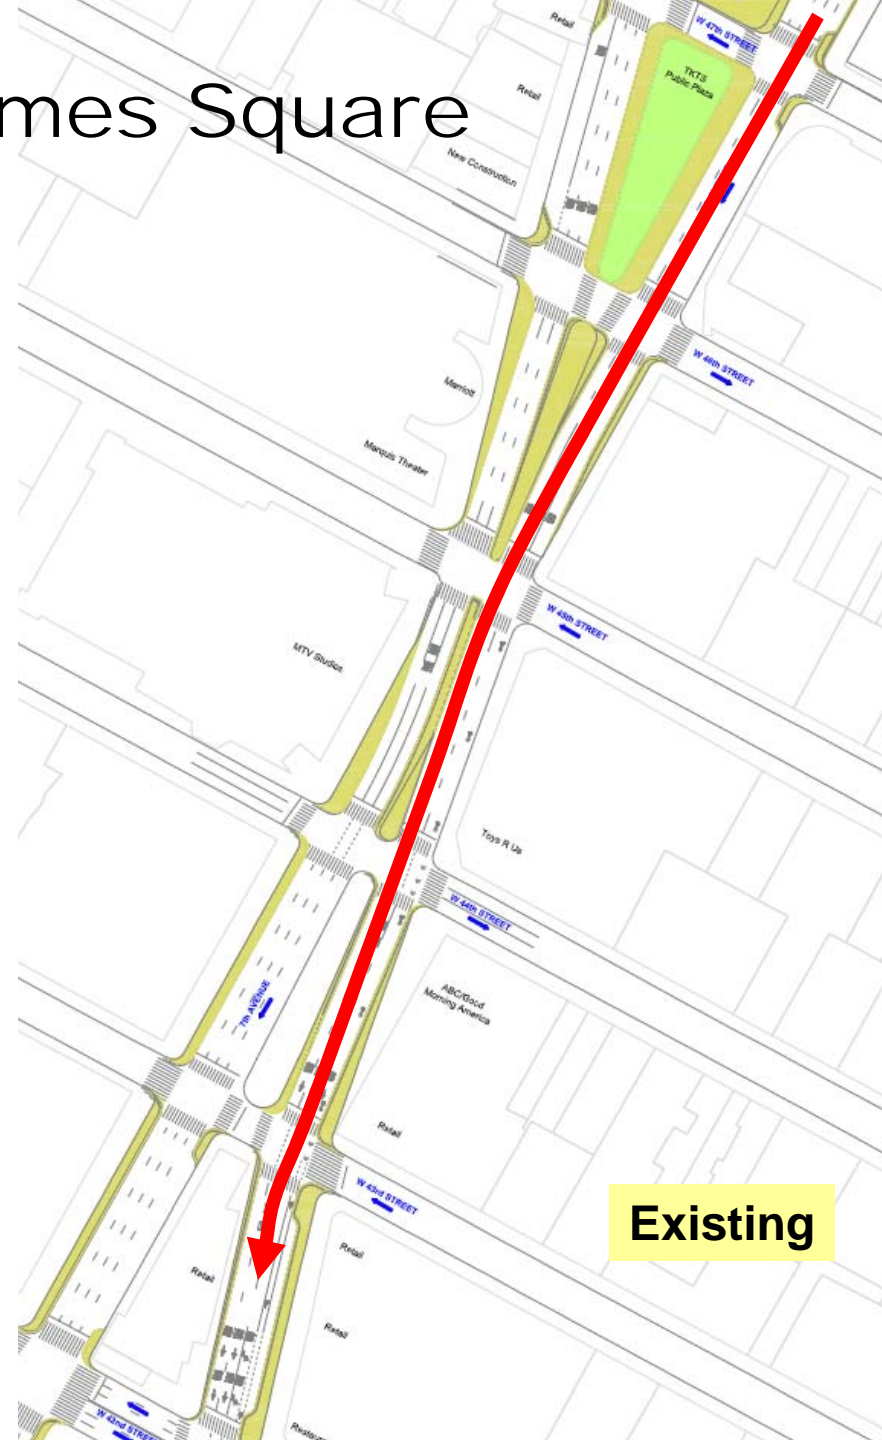 mes Square
Retail
W 47th STREET
Retail
TKTS
Public Plaza
Retail
New Construction
W 46th STREET
Marriott
Marquis Theater
W 45th STREET
MTV Studios
Toys R Us
W 44th STREET
7th AVENUE
ABC/Good
Morning America
Retail
W 43rd STREET
Existing
Retail
Retail
Retail
W 42nd STREET